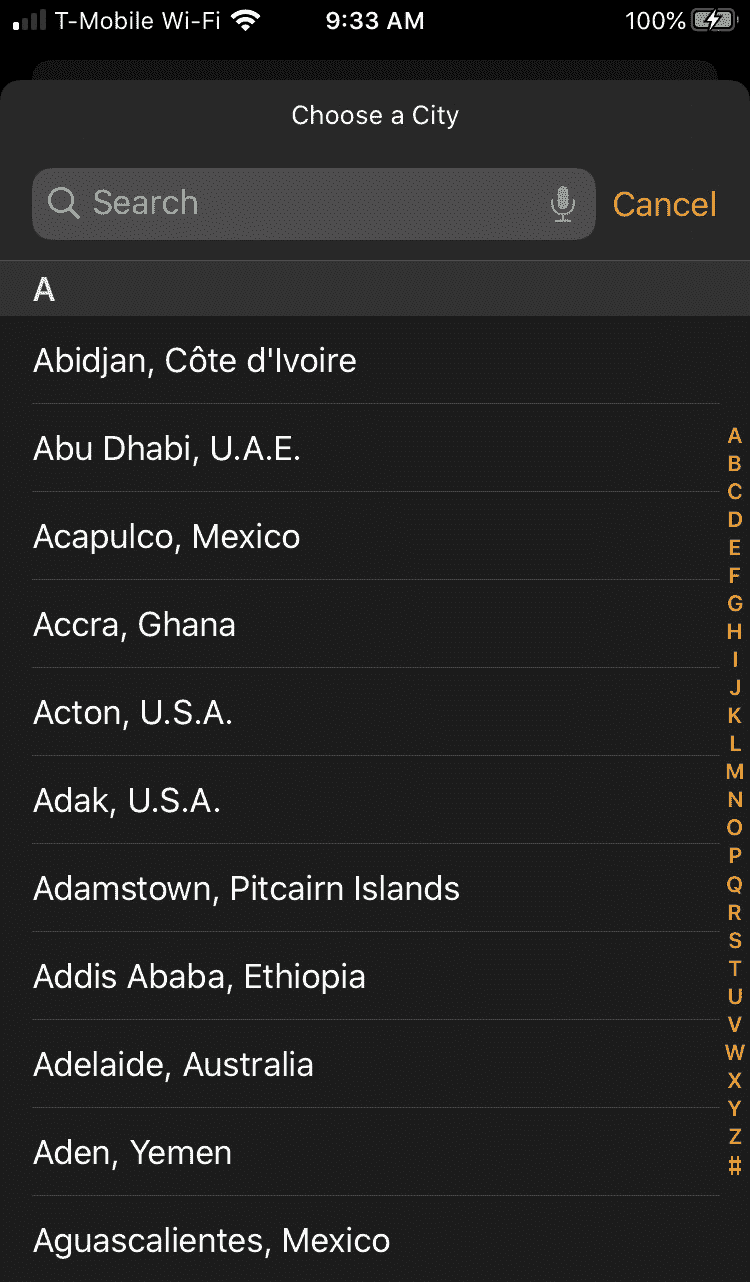 T-Mobile Wi-Fi 9:33 AM 100%
Choose a City
Search Cancel
A
Abidjan, Côte d'Ivoire
Abu Dhabi, U.A.E.
Acapulco, Mexico
Accra, Ghana
Acton, U.S.A.
Adak, U.S.A.
Adamstown, Pitcairn Islands
Addis Ababa, Ethiopia
Adelaide, Australia
Aden, Yemen
Aguascalientes, Mexico
A
B
C
D
E
F
G
H
I
J
K
L
M
N
O
P
Q
R
S
T
U
V
W
X
Y
Z
#